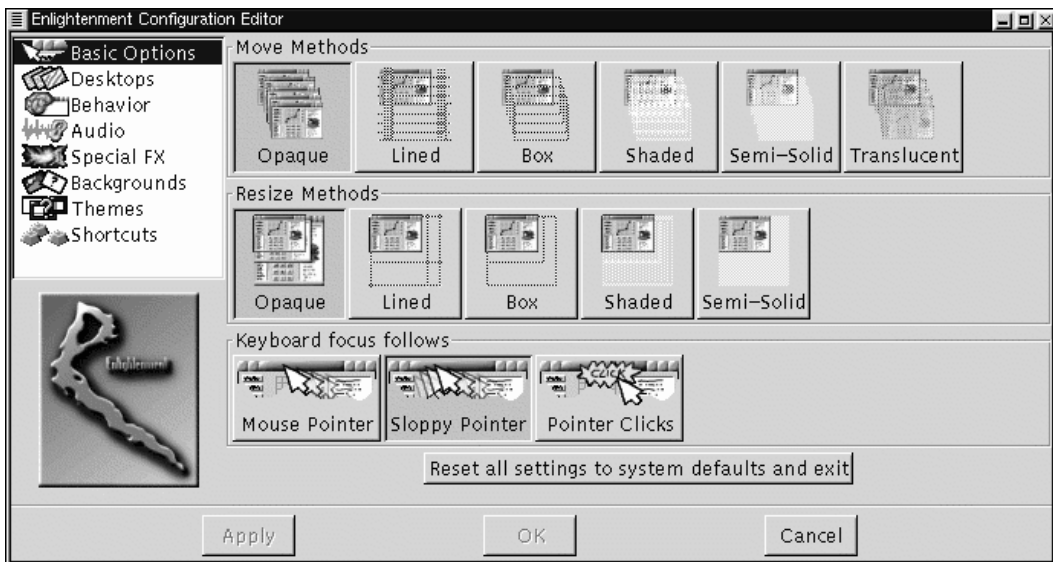 Enlightenment Configuration Editor
Basic Options
Desktops
Behavior
Audio
Special FX
Backgrounds
Themes
Shortcuts
Enlightenment
Move Methods
Opaque
Lined
Box
Shaded
Semi-Solid
Translucent
Resize Methods
Opaque
Lined
Box
Shaded
Semi-Solid
Keyboard focus follows
CLICK
Mouse Pointer
Sloppy Pointer
Pointer Clicks
Reset all settings to system defaults and exit
Apply
OK
Cancel